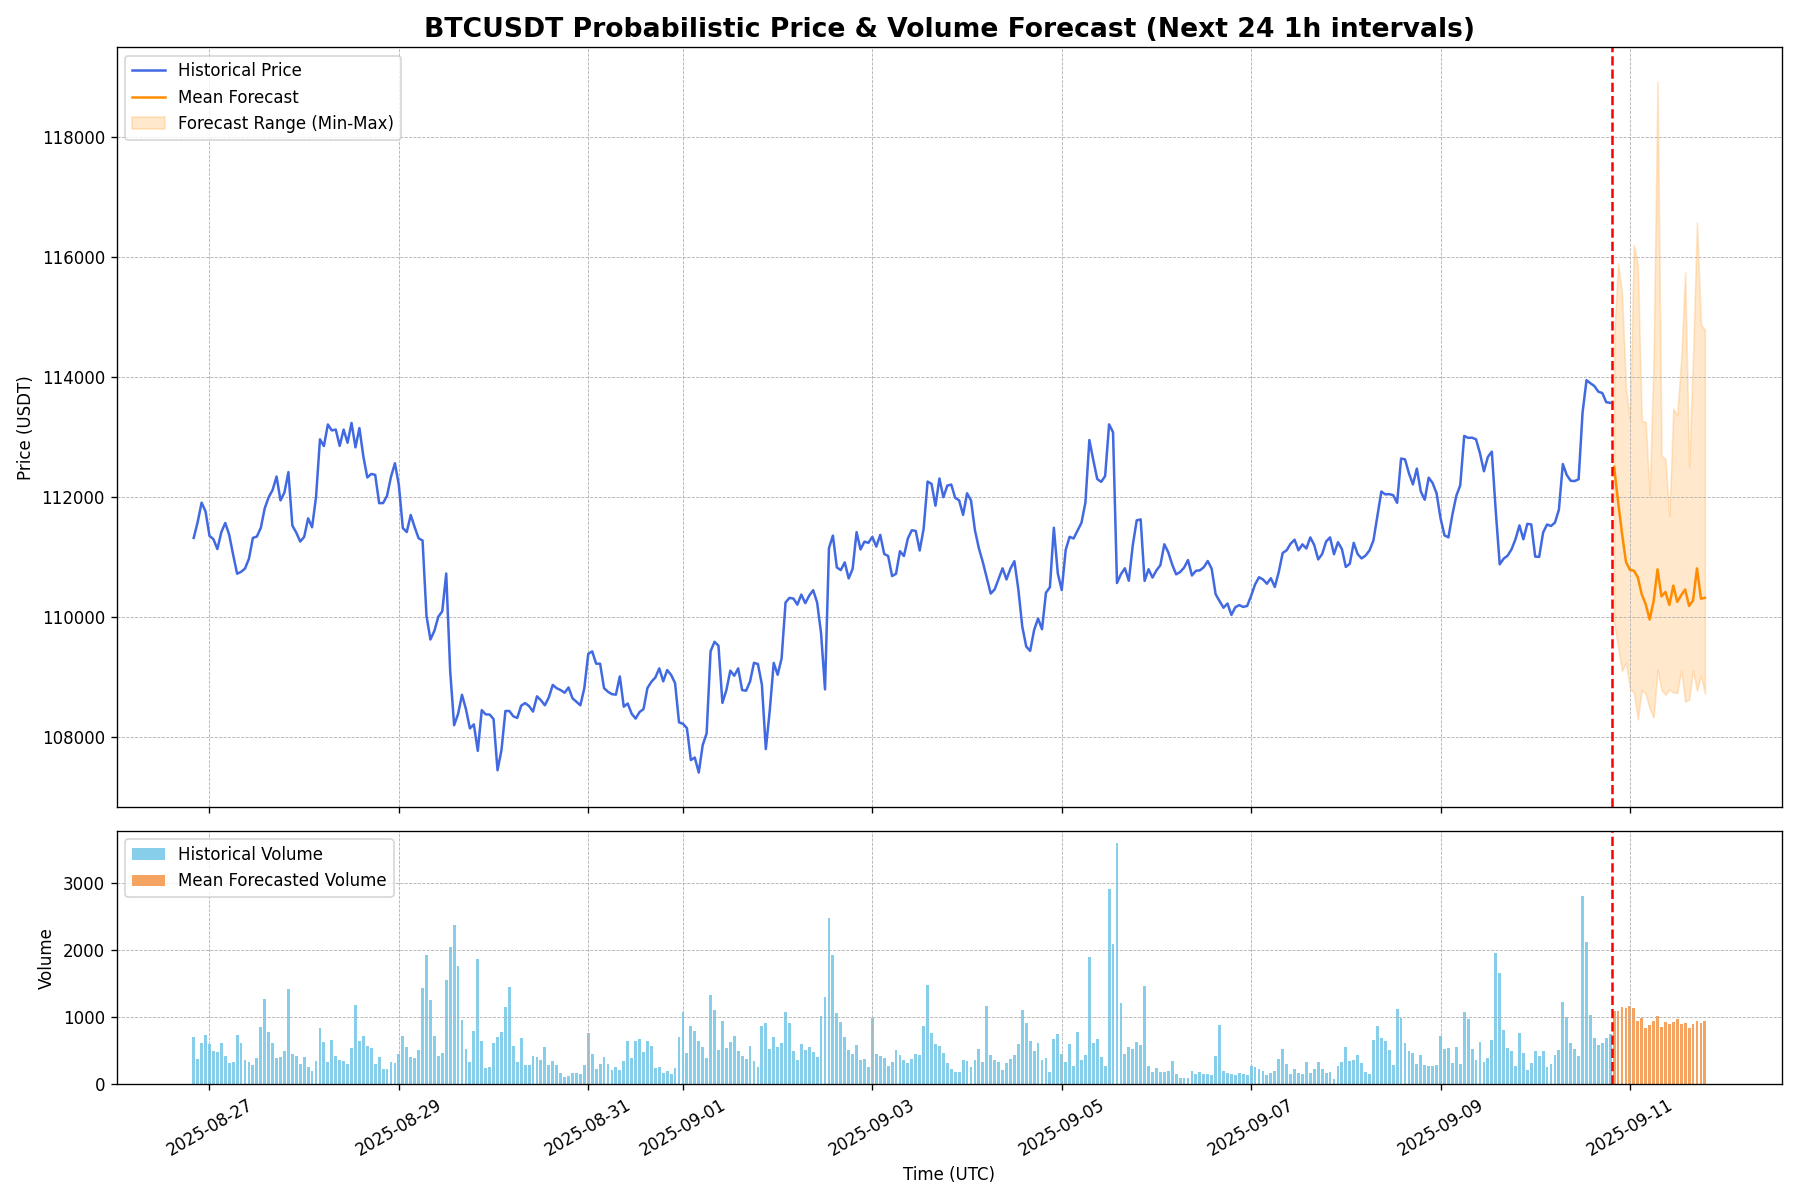 BTCUSDT Probabilistic Price & Volume Forecast (Next 24 1h intervals)
Historical Price
Mean Forecast
Forecast Range (Min-Max)
118000
116000
114000
112000
110000
108000
Price (USDT)
Historical Volume
Mean Forecasted Volume
3000
2000
1000
0
Volume
2025-08-27
2025-08-29
2025-08-31
2025-09-01
2025-09-03
2025-09-05
2025-09-07
2025-09-09
2025-09-11
Time (UTC)